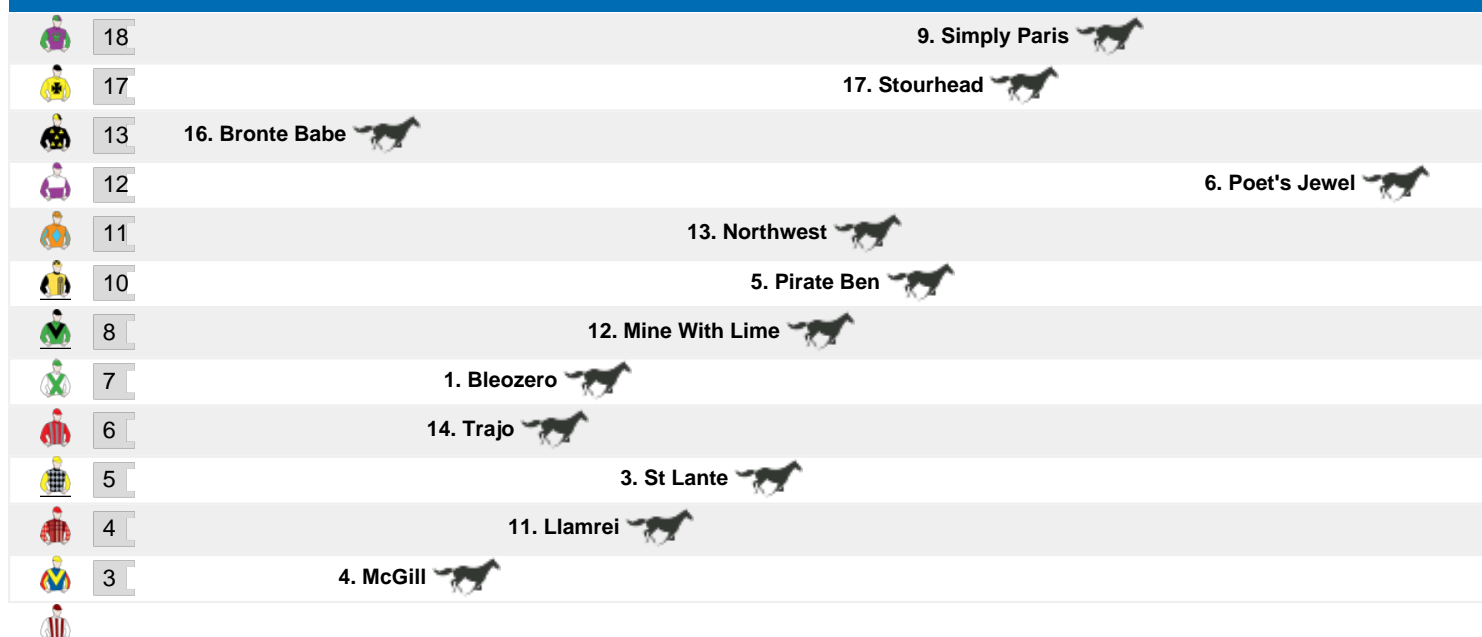 18 9. Simply Paris
17 17. Stourhead
13 16. Bronte Babe
12 6. Poet's Jewel
11 13. Northwest
10 5. Pirate Ben
8 12. Mine With Lime
7 1. Bleozero
6 14. Trajo
5 3. St Lante
4 11. Llamrei
3 4. McGill